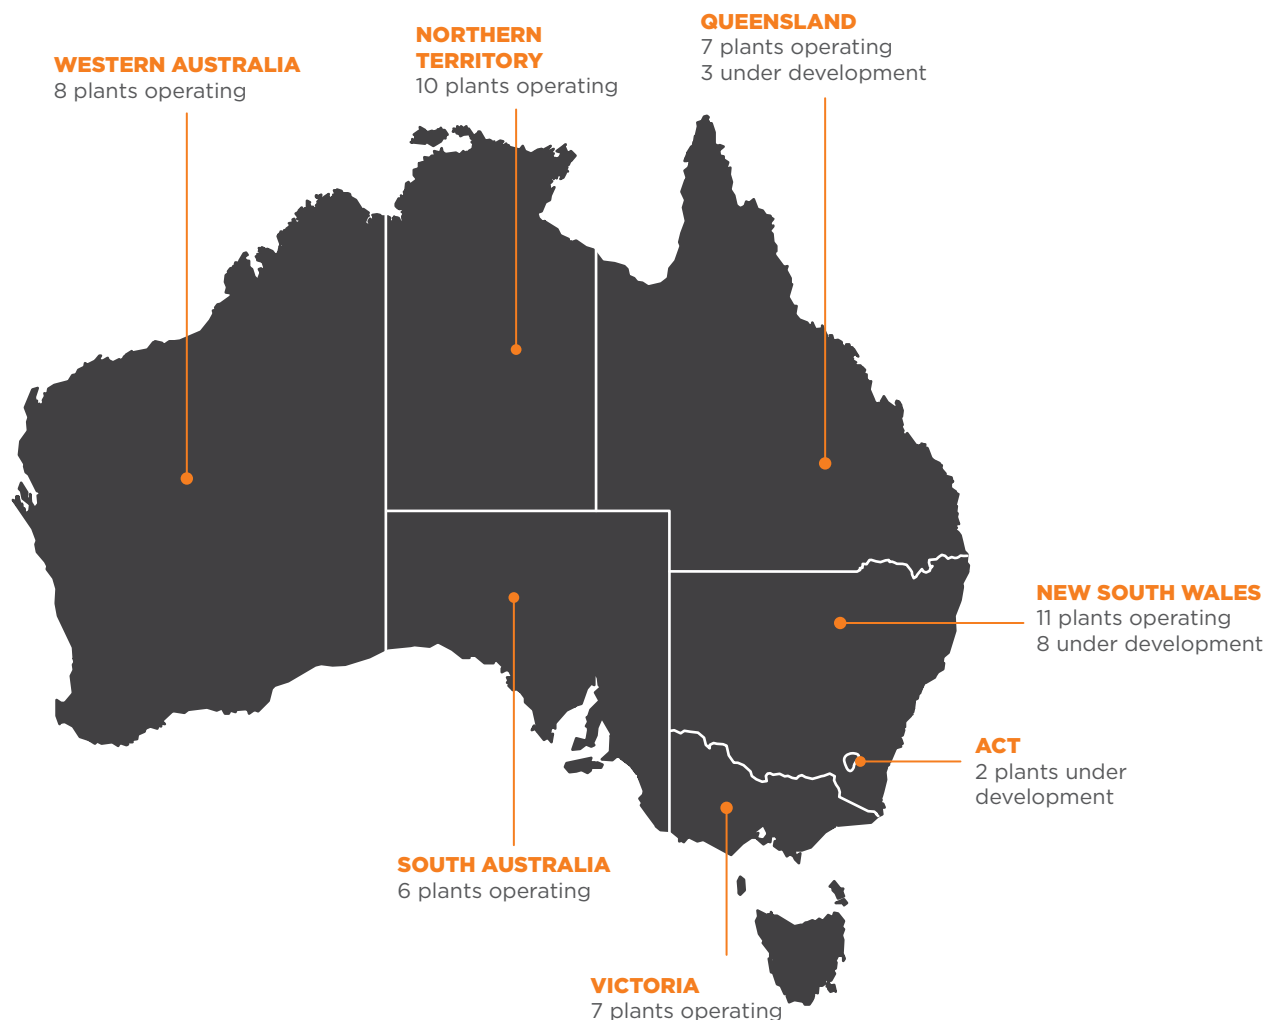 WESTERN AUSTRALIA
8 plants operating
NORTHERN
TERRITORY
10 plants operating
QUEENSLAND
7 plants operating
3 under development
NEW SOUTH WALES
11 plants operating
8 under development
ACT
2 plants under
development
SOUTH AUSTRALIA
6 plants operating
VICTORIA
7 plants operating